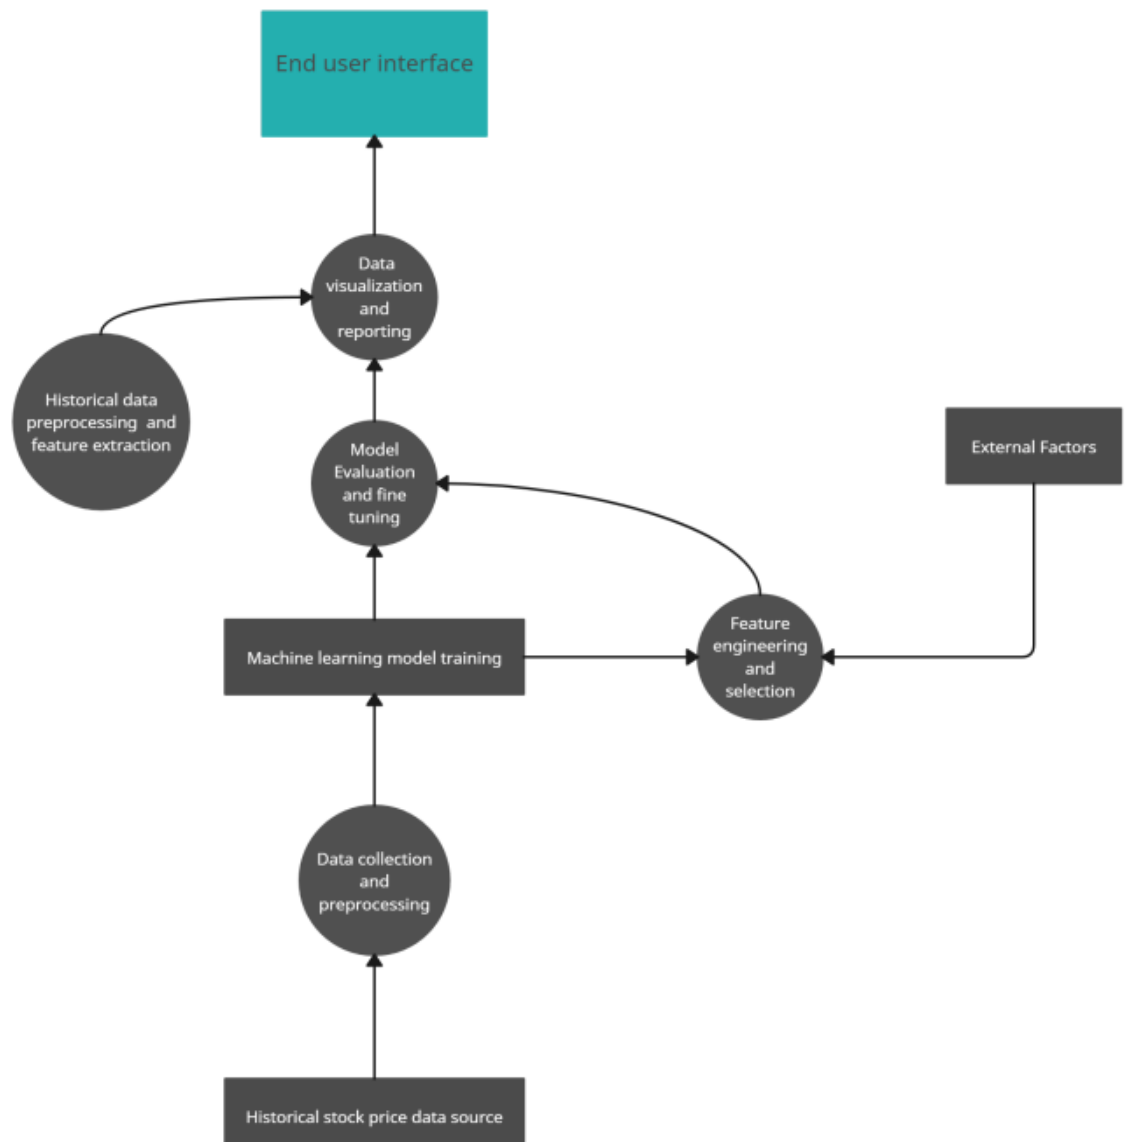 End user interface
Data
visualization
and
reporting
Historical data
preprocessing  and
feature extraction
Model
Evaluation
and fine
tuning
External Factors
Machine learning model training
Feature
engineering
and
selection
Data collection
and
preprocessing
Historical stock price data source